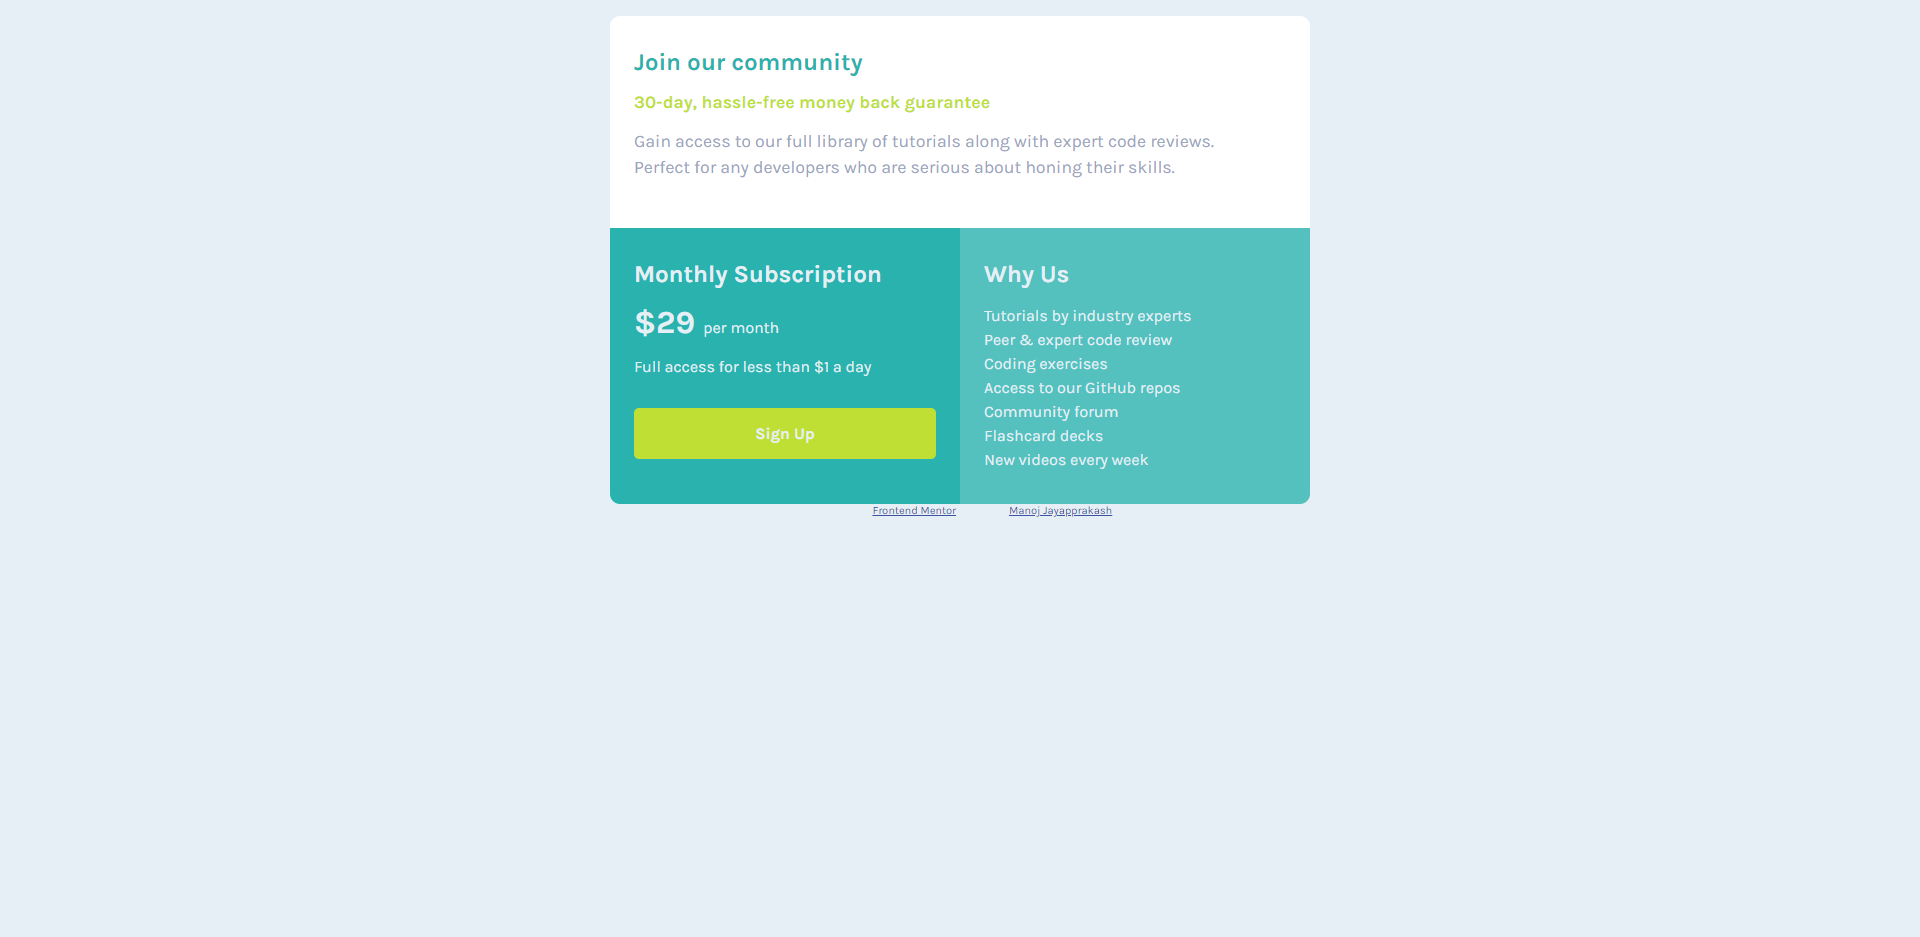 Join our community
30-day, hassle-free money back guarantee
Gain access to our full library of tutorials along with expert code reviews.
Perfect for any developers who are serious about honing their skills.
Monthly Subscription
$29 per month
Full access for less than $1 a day
Sign Up
Why Us
Tutorials by industry experts
Peer & expert code review
Coding exercises
Access to our GitHub repos
Community forum
Flashcard decks
New videos every week
Frontend Mentor
Manoj Jayapprakash